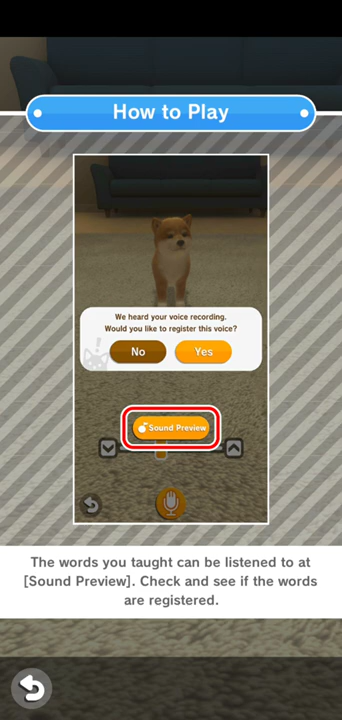 How to Play
We heard your voice recording.
Would you like to register this voice?
No
Yes
Sound Preview
The words you taught can be listened to at
[Sound Preview]. Check and see if the words
are registered.